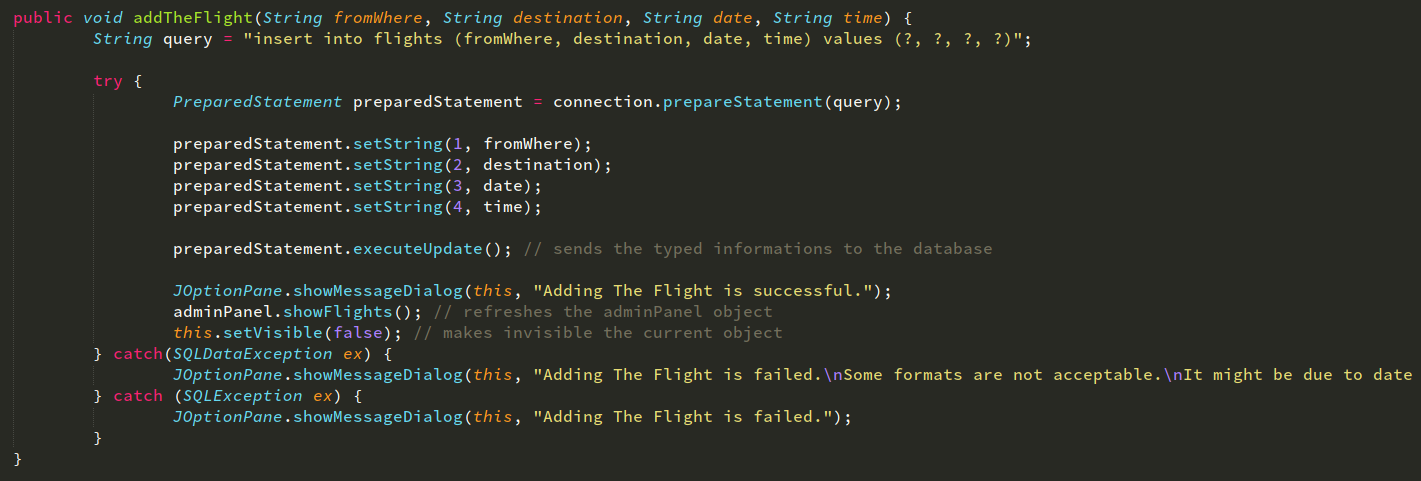 public void addTheFlight(String fromWhere, String destination, String date, String time) {
String query = "insert into flights (fromWhere, destination, date, time) values (?, ?, ?, ?)";
try {
PreparedStatement preparedStatement = connection.prepareStatement(query);
preparedStatement.setString(1, fromWhere);
preparedStatement.setString(2, destination);
preparedStatement.setString(3, date);
preparedStatement.setString(4, time);
preparedStatement.executeUpdate(); // sends the typed informations to the database
JOptionPane.showMessageDialog(this, "Adding The Flight is successful.");
adminPanel.showFlights(); // refreshes the adminPanel object
this.setVisible(false); // makes invisible the current object
} catch(SQLDataException ex) {
JOptionPane.showMessageDialog(this, "Adding The Flight is failed.\nSome formats are not acceptable.\nIt might be due to date
} catch (SQLException ex) {
JOptionPane.showMessageDialog(this, "Adding The Flight is failed.");
}
}